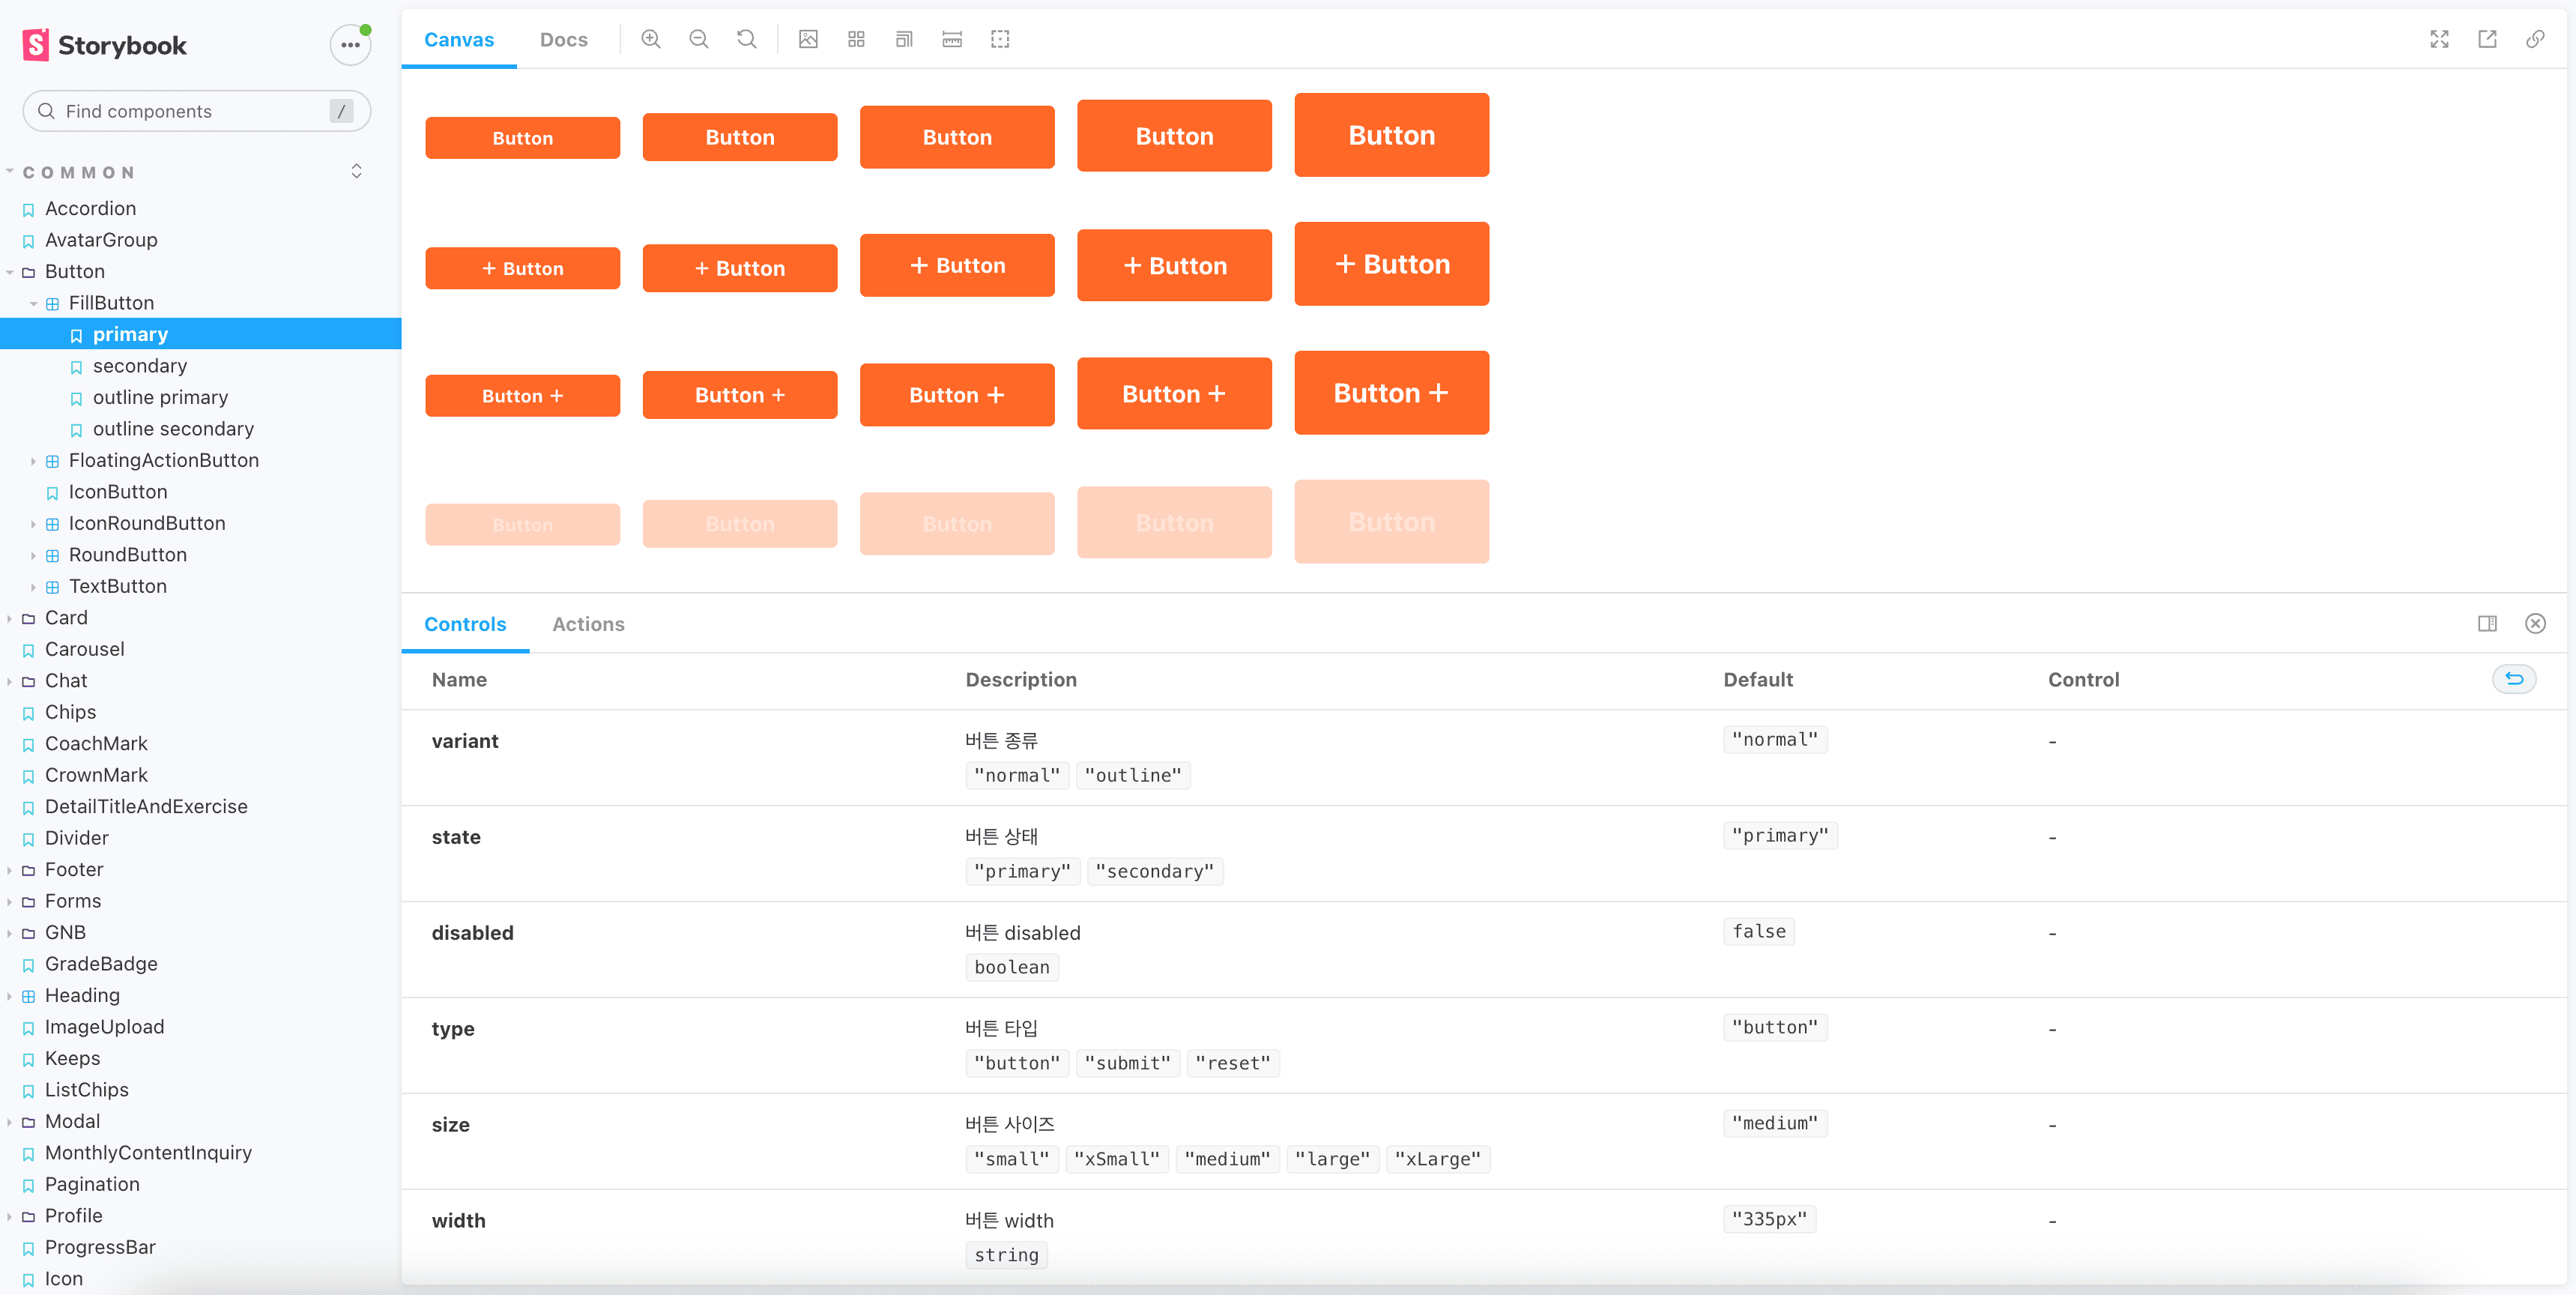 Storybook
Find components /
COMMON
Accordion
AvatarGroup
Button
FillButton
primary
secondary
outline primary
outline secondary
FloatingActionButton
IconButton
IconRoundButton
RoundButton
TextButton
Card
Carousel
Chat
Chips
CoachMark
CrownMark
DetailTitleAndExercise
Divider
Footer
Forms
GNB
GradeBadge
Heading
ImageUpload
Keeps
ListChips
Modal
MonthlyContentInquiry
Pagination
Profile
ProgressBar
Icon
Canvas Docs
Button Button Button Button Button
+ Button + Button + Button + Button + Button
Button + Button + Button + Button + Button +
Button Button Button Button Button
Controls Actions
Name Description Default Control
variant 버튼 종류 "normal" -
"normal" "outline"
state 버튼 상태 "primary" -
"primary" "secondary"
disabled 버튼 disabled false -
boolean
type 버튼 타입 "button" -
"button" "submit" "reset"
size 버튼 사이즈 "medium" -
"small" "xSmall" "medium" "large" "xLarge"
width 버튼 width "335px" -
string